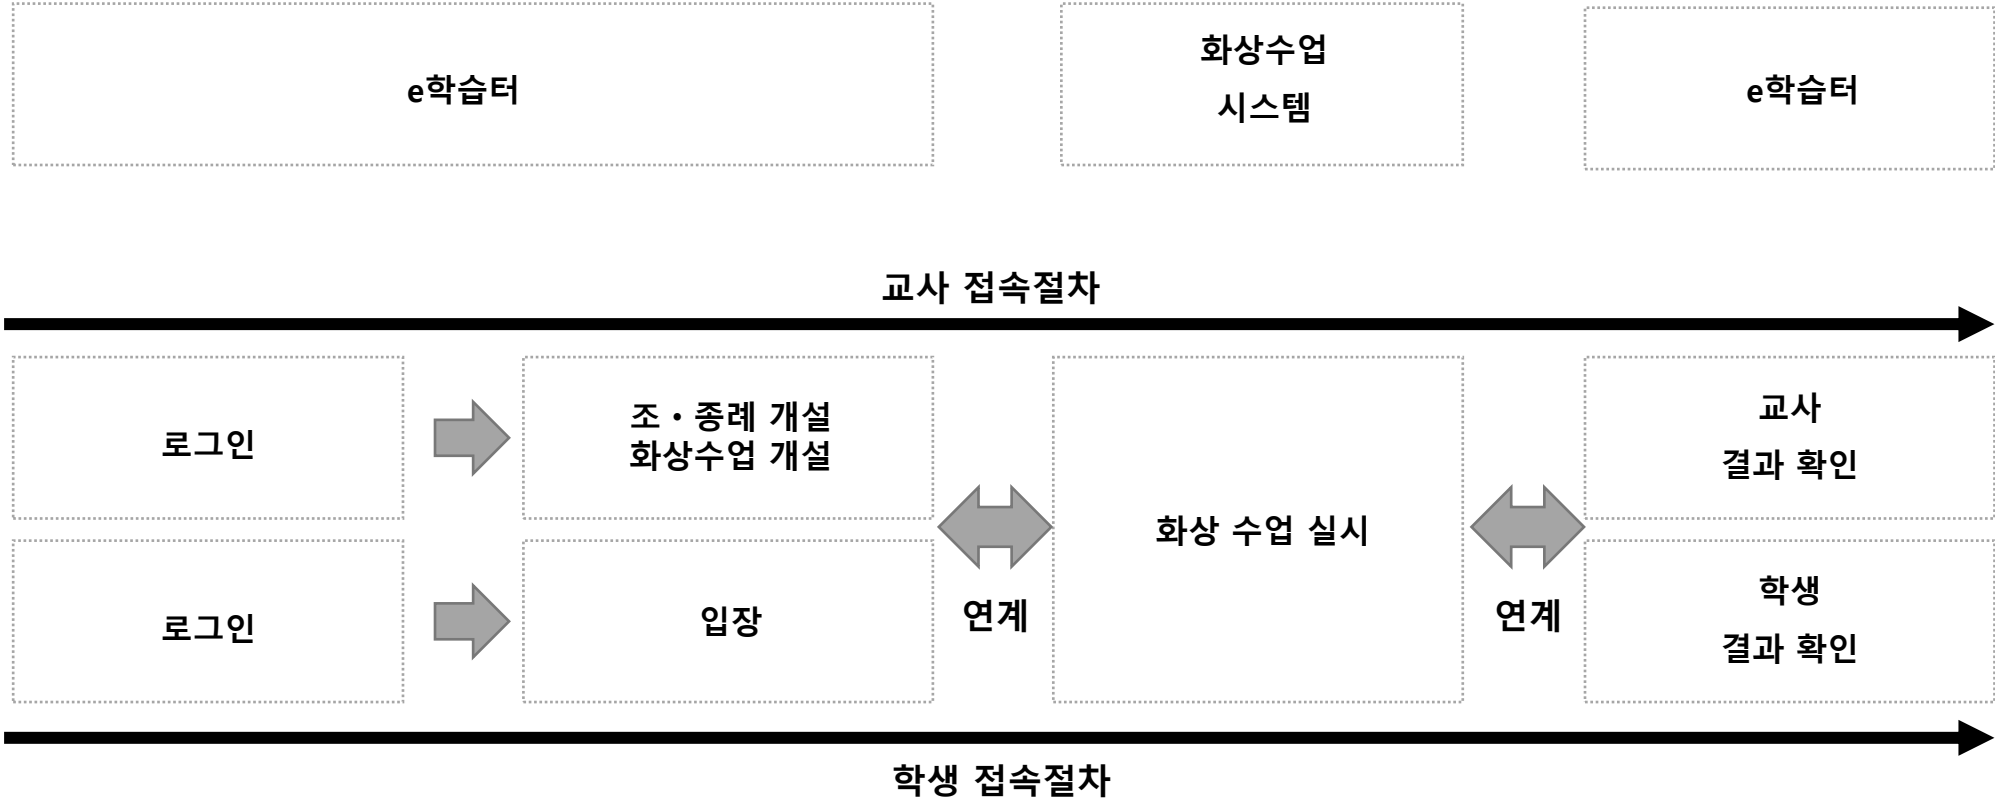 e학습터
화상수업
시스템
e학습터
교사 접속절차
로그인
조・종례 개설
화상수업 개설
교사
결과 확인
화상 수업 실시
로그인
입장
연계
연계
학생
결과 확인
학생 접속절차